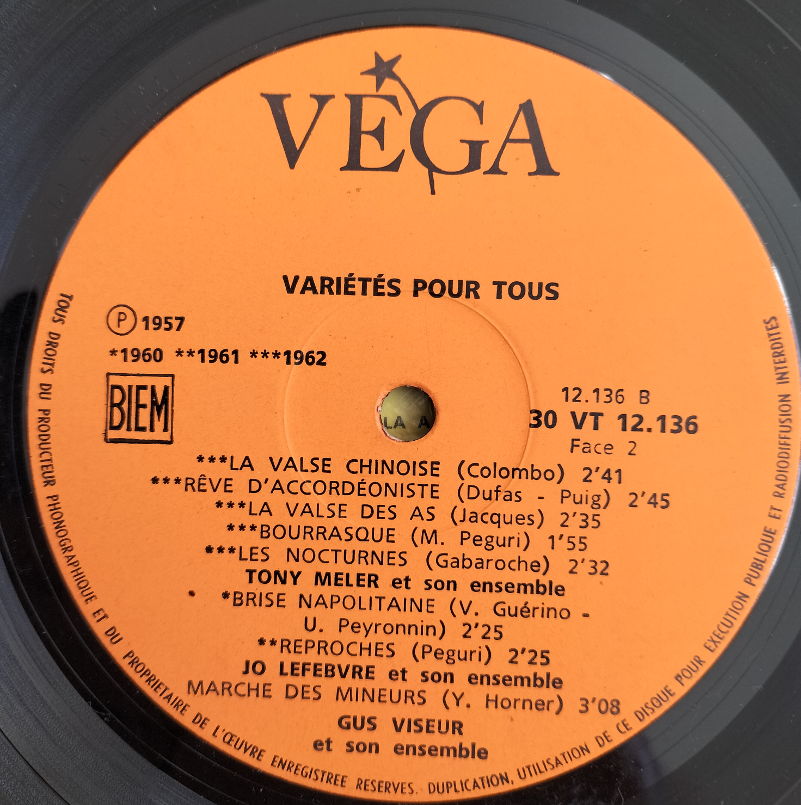 VÉGA
VARIÉTÉS POUR TOUS
Ⓟ 1957
*1960 **1961 ***1962
BIEM
12.136 B
30 VT 12.136
Face 2
LA A
***LA VALSE CHINOISE (Colombo) 2'41
***RÊVE D'ACCORDÉONISTE (Dufas - Puig) 2'45
***LA VALSE DES AS (Jacques) 2'35
***BOURRASQUE (M. Peguri) 1'55
***LES NOCTURNES (Gabaroche) 2'32
TONY MELER et son ensemble
*BRISE NAPOLITAINE (V. Guérino -
U. Peyronnin) 2'25
**REPROCHES (Peguri) 2'25
JO LEFEBVRE et son ensemble
MARCHE DES MINEURS (Y. Horner) 3'08
GUS VISEUR
et son ensemble
TOUS DROITS DU PRODUCTEUR PHONOGRAPHIQUE ET DU PROPRIETAIRE DE L'ŒUVRE ENREGISTREE RESERVES. DUPLICATION, UTILISATION DE CE DISQUE POUR EXECUTION PUBLIQUE ET RADIODIFFUSION INTERDITES